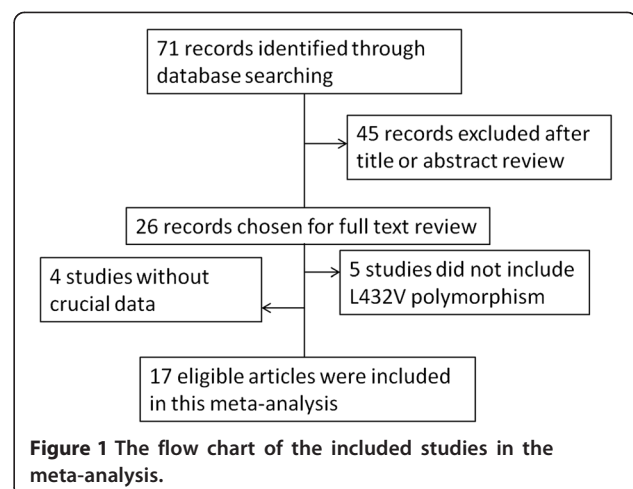 71 records identified through
database searching
45 records excluded after
title or abstract review
26 records chosen for full text review
4 studies without
crucial data
5 studies did not include
L432V polymorphism
17 eligible articles were included
in this meta-analysis
Figure 1 The flow chart of the included studies in the
meta-analysis.